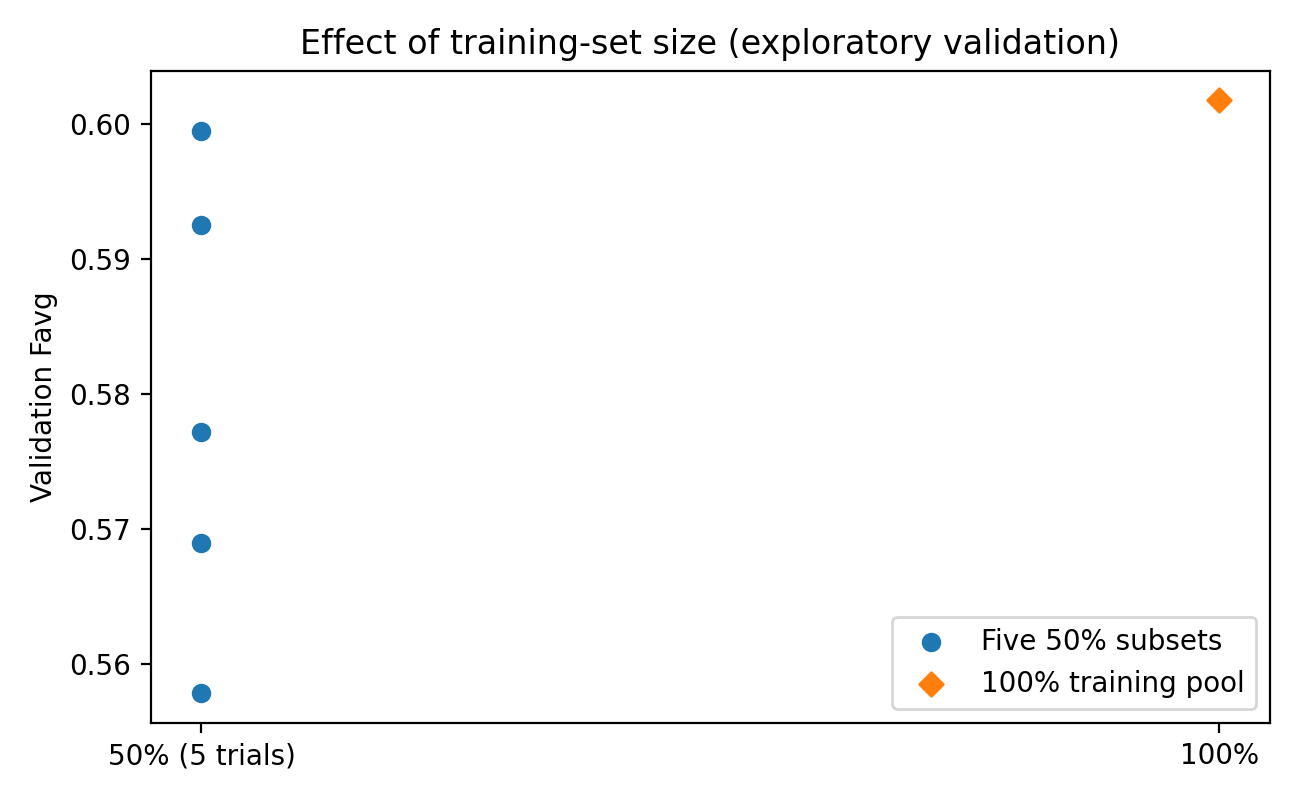 Effect of training-set size (exploratory validation)
Validation Favg
0.60
0.59
0.58
0.57
0.56
50% (5 trials)
100%
Five 50% subsets
100% training pool